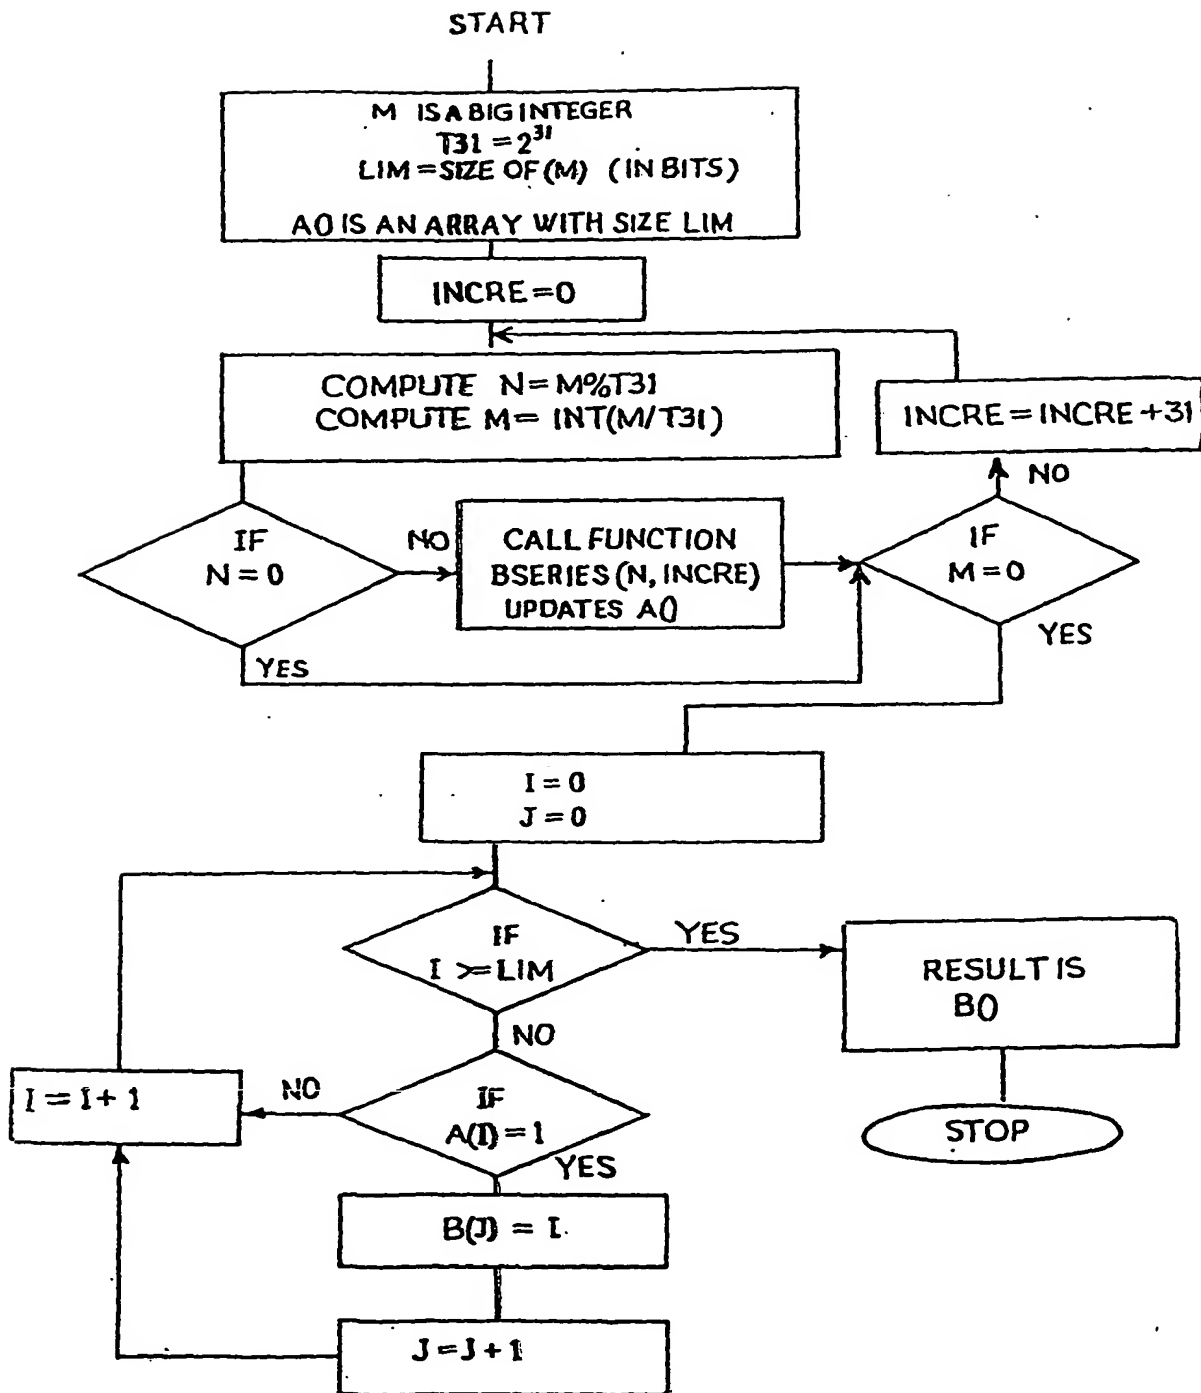 START
M IS A BIG INTEGER
T31 = 2³¹
LIM = SIZE OF (M) (IN BITS)
A() IS AN ARRAY WITH SIZE LIM
INCRE = 0
COMPUTE N = M%T31
COMPUTE M = INT(M/T31)
INCRE = INCRE + 31
NO
IF
N = 0
NO
CALL FUNCTION
BSERIES (N, INCRE)
UPDATES A()
IF
M = 0
YES
YES
I = 0
J = 0
IF
I >= LIM
YES
RESULT IS
B()
NO
I = I + 1
NO
IF
A(I) = 1
YES
STOP
B(J) = I
J = J + 1